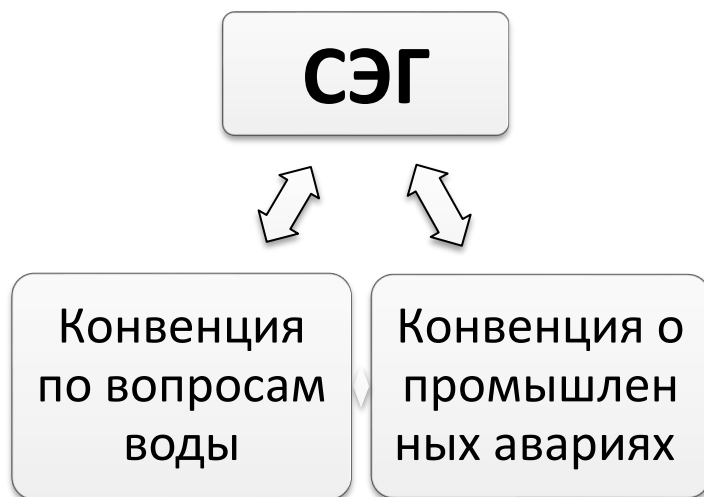 СЭГ
Конвенция
по вопросам
воды
Конвенция о
промышлен
ных авариях